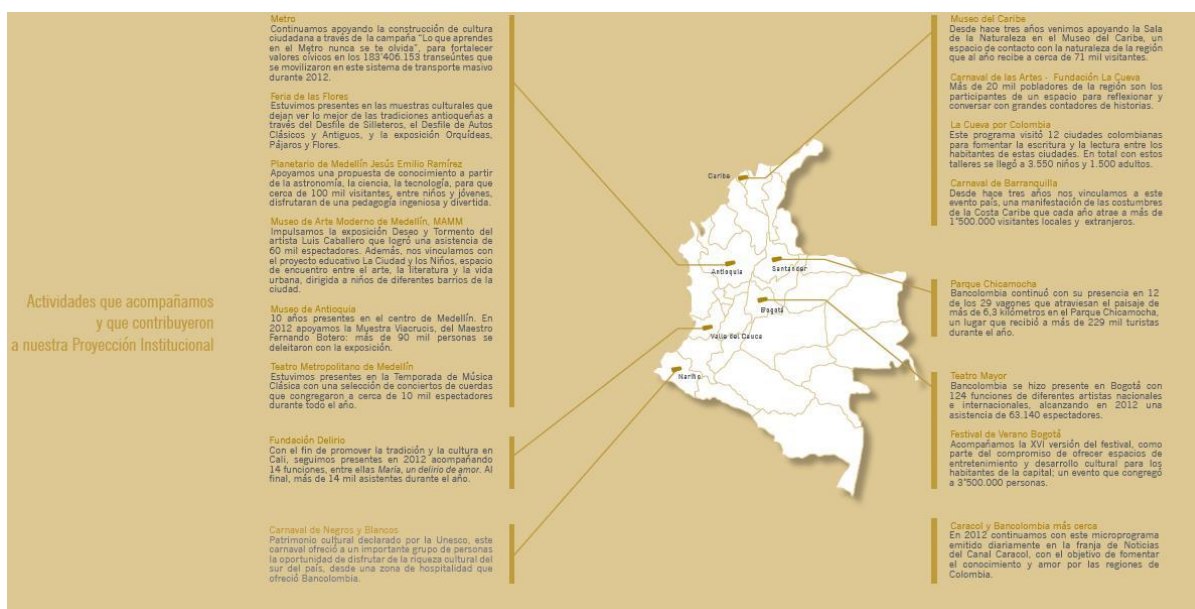 Actividades que acompañamos
y que contribuyeron
a nuestra Proyección Institucional
Metro
Continuamos apoyando la construcción de cultura
ciudadana a través de la campaña "Lo que aprendes
en el Metro nunca se te olvida", para fortalecer
valores cívicos en los 183'406.153 transeúntes que
se movilizaron en este sistema de transporte masivo
durante 2012.
Feria de las Flores
Estuvimos presentes en las muestras culturales que
dejan ver lo mejor de las tradiciones antioqueñas a
través del Desfile de Silleteros, el Desfile de Autos
Clásicos y Antiguos, y la exposición Orquídeas,
Pájaros y Flores.
Planetario de Medellín Jesús Emilio Ramírez
Apoyamos una propuesta de conocimiento a partir
de la astronomía, la ciencia, la tecnología, para que
cerca de 100 mil visitantes, entre niños y jóvenes,
disfrutaran de una pedagogía ingeniosa y divertida.
Museo de Arte Moderno de Medellín, MAMM
Impulsamos la exposición Deseo y Tormento del
artista Luis Caballero que logró una asistencia de
60 mil espectadores. Además, nos vinculamos con
el proyecto educativo La Ciudad y los Niños, espacio
de encuentro entre el arte, la literatura y la vida
urbana, dirigida a niños de diferentes barrios de la
ciudad.
Museo de Antioquia
10 años presentes en el centro de Medellín. En
2012 apoyamos la Muestra Viacrucis, del Maestro
Fernando Botero: más de 90 mil personas se
deleitaron con la exposición.
Teatro Metropolitano de Medellín
Estuvimos presentes en la Temporada de Música
Clásica con una selección de conciertos de cuerdas
que congregaron a cerca de 10 mil espectadores
durante todo el año.
Fundación Delirio
Con el fin de promover la tradición y la cultura en
Cali, seguimos presentes en 2012 acompañando
14 funciones, entre ellas María, un delirio de amor. Al
final, más de 14 mil asistentes durante el año.
Carnaval de Negros y Blancos
Patrimonio cultural declarado por la Unesco, este
carnaval ofreció a un importante grupo de personas
la oportunidad de disfrutar de la riqueza cultural del
sur del país, desde una zona de hospitalidad que
ofreció Bancolombia.
Caribe
Antioquia
Santander
Bogotá
Valle del Cauca
Nariño
Museo del Caribe
Desde hace tres años venimos apoyando la Sala
de la Naturaleza en el Museo del Caribe, un
espacio de contacto con la naturaleza de la región
que al año recibe a cerca de 71 mil visitantes.
Carnaval de las Artes - Fundación La Cueva
Más de 20 mil pobladores de la región son los
participantes de un espacio para reflexionar y
conversar con grandes contadores de historias.
La Cueva por Colombia
Este programa visitó 12 ciudades colombianas
para fomentar la escritura y la lectura entre los
habitantes de estas ciudades. En total con estos
talleres se llegó a 3.550 niños y 1.500 adultos.
Carnaval de Barranquilla
Desde hace tres años nos vinculamos a este
evento país, una manifestación de las costumbres
de la Costa Caribe que cada año atrae a más de
1'500.000 visitantes locales y extranjeros.
Parque Chicamocha
Bancolombia continuó con su presencia en 12
de los 29 vagones que atraviesan el paisaje de
más de 6,3 kilómetros en el Parque Chicamocha,
un lugar que recibió a más de 229 mil turistas
durante el año.
Teatro Mayor
Bancolombia se hizo presente en Bogotá con
124 funciones de diferentes artistas nacionales
e internacionales, alcanzando en 2012 una
asistencia de 63.140 espectadores.
Festival de Verano Bogotá
Acompañamos la XVI versión del festival, como
parte del compromiso de ofrecer espacios de
entretenimiento y desarrollo cultural para los
habitantes de la capital; un evento que congregó
a 3'500.000 personas.
Caracol y Bancolombia más cerca
En 2012 continuamos con este microprograma
emitido diariamente en la franja de Noticias
del Canal Caracol, con el objetivo de fomentar
el conocimiento y amor por las regiones de
Colombia.